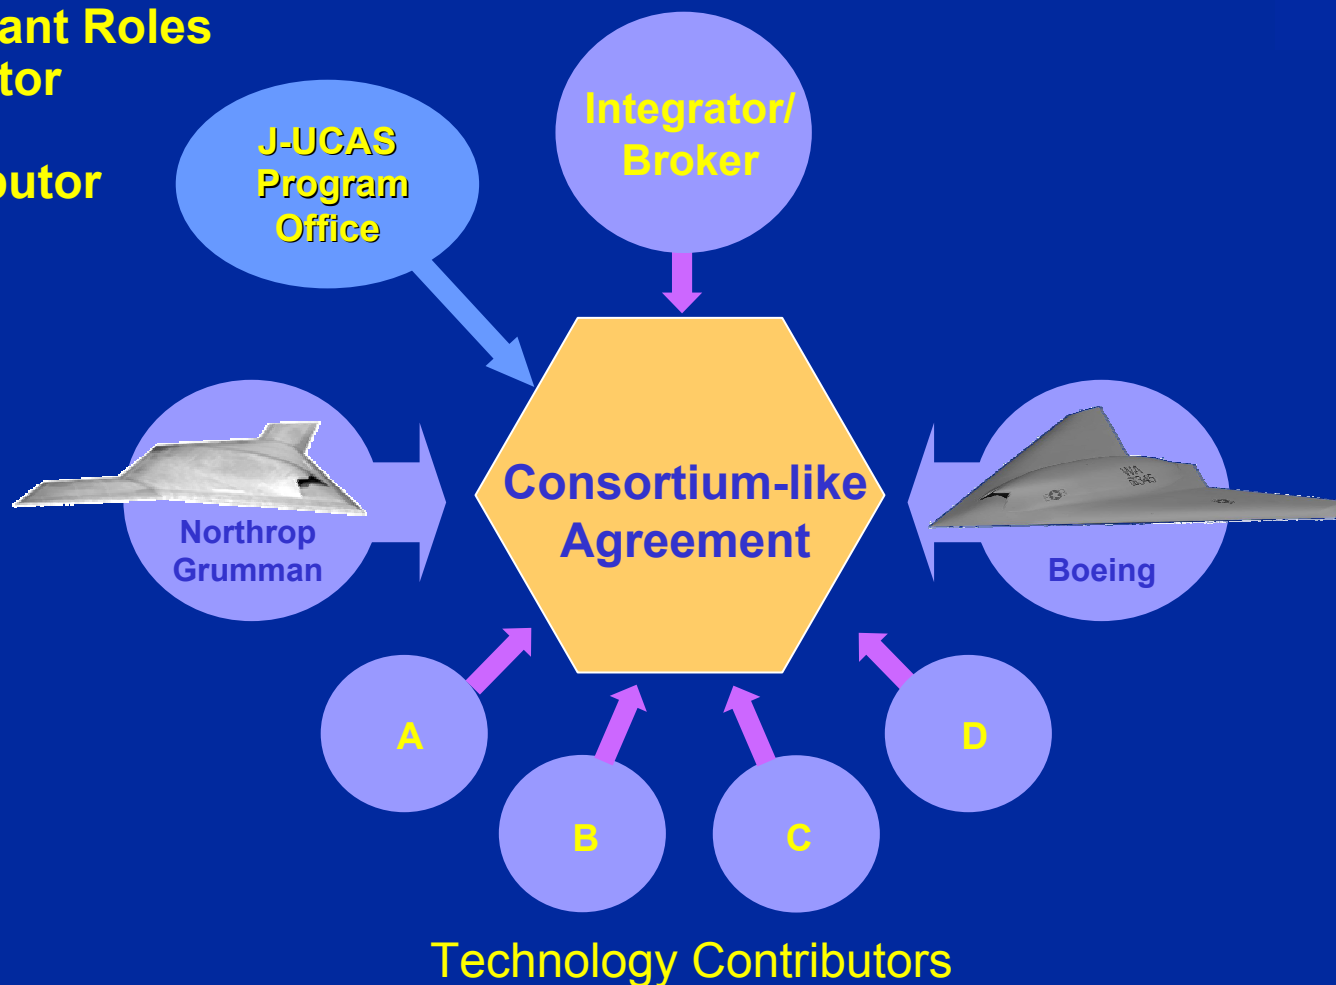 ant Roles
tor
butor
J-UCAS
Program
Office
Integrator/
Broker
Consortium-like
Agreement
Northrop
Grumman
Boeing
A
B
C
D
Technology Contributors